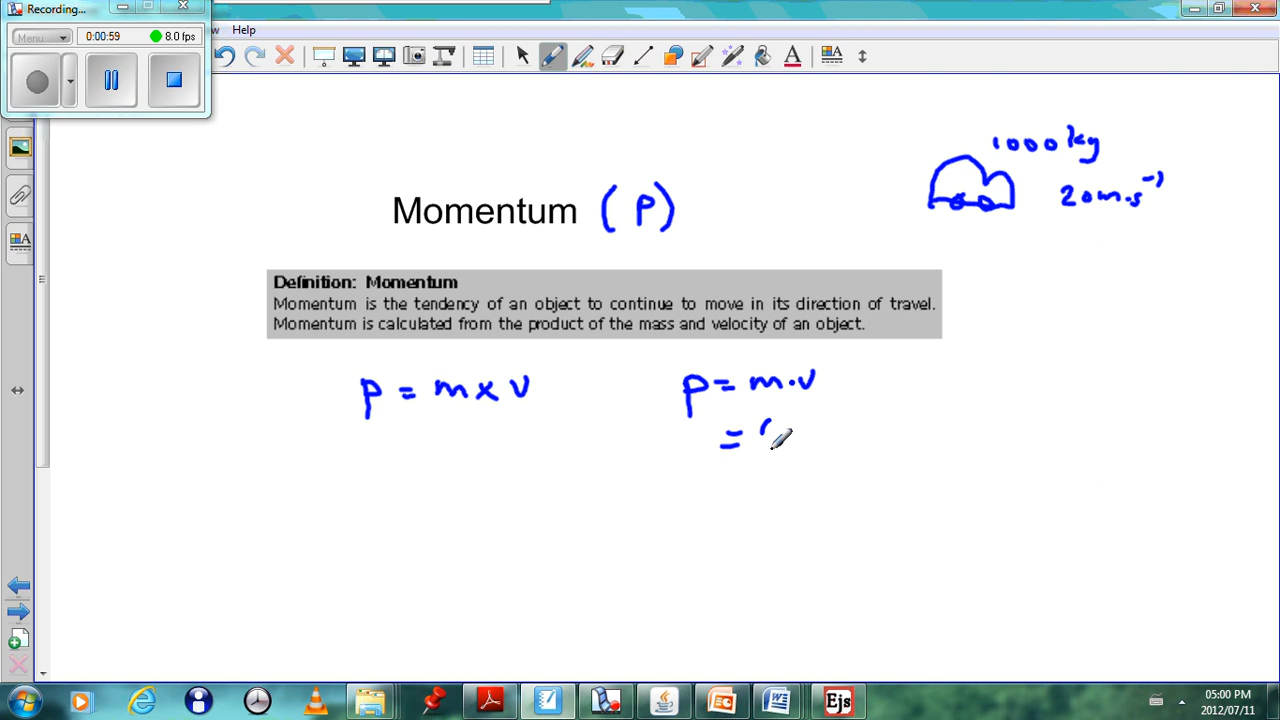 Recording...
Menu
0:00:59
8.0 fps
Help
1000 kg
20 m.s⁻¹
Momentum (P)
Definition: Momentum
Momentum is the tendency of an object to continue to move in its direction of travel.
Momentum is calculated from the product of the mass and velocity of an object.
p = m x v
p = m.v
= (
Ejs
05:00 PM
2012/07/11